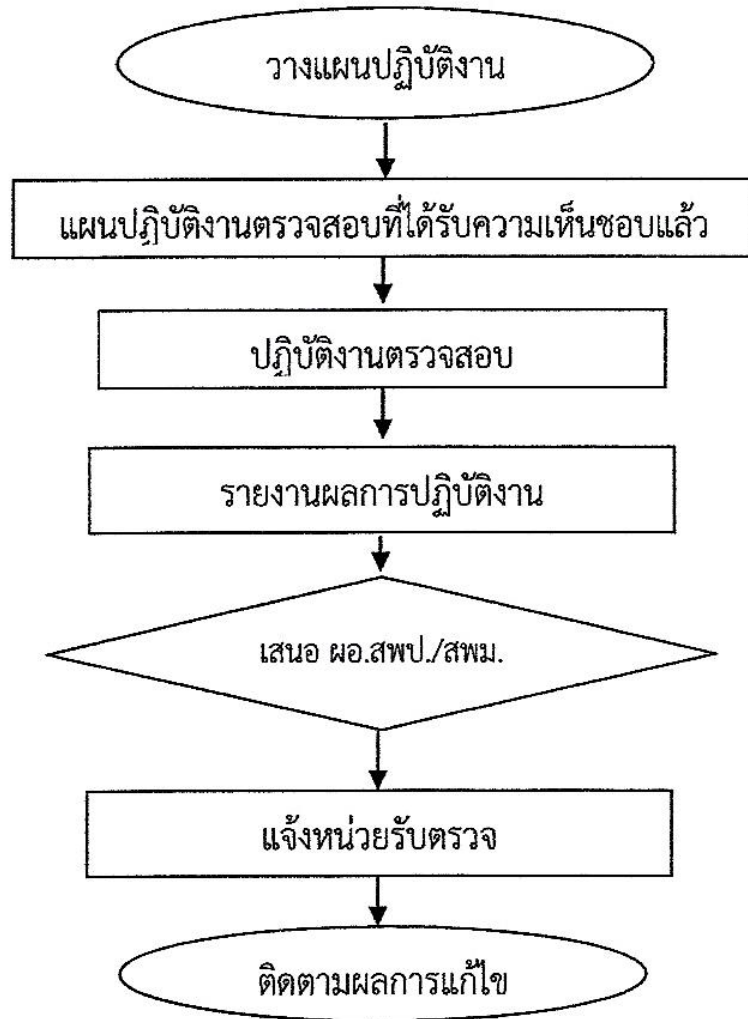 วางแผนปฏิบัติงาน
แผนปฏิบัติงานตรวจสอบที่ได้รับความเห็นชอบแล้ว
ปฏิบัติงานตรวจสอบ
รายงานผลการปฏิบัติงาน
เสนอ ผอ.สพป./สพม.
แจ้งหน่วยรับตรวจ
ติดตามผลการแก้ไข